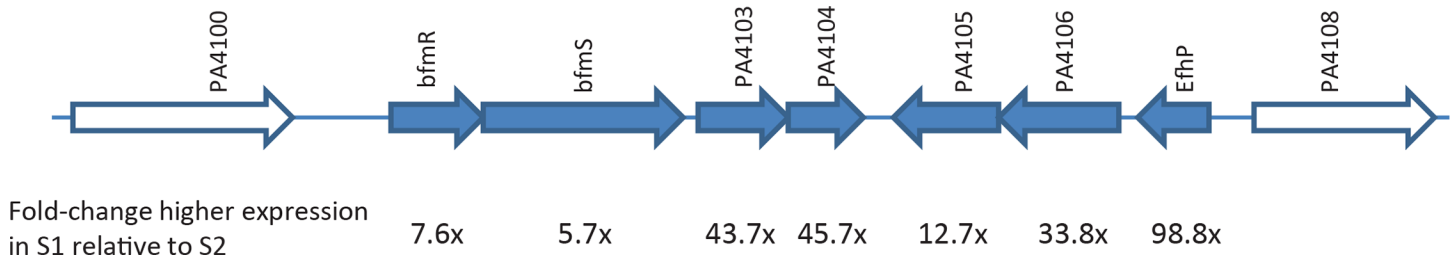 PA4100
bfmR
bfmS
PA4103
PA4104
PA4105
PA4106
EfhP
PA4108
Fold-change higher expression
in S1 relative to S2
7.6x
5.7x
43.7x
45.7x
12.7x
33.8x
98.8x